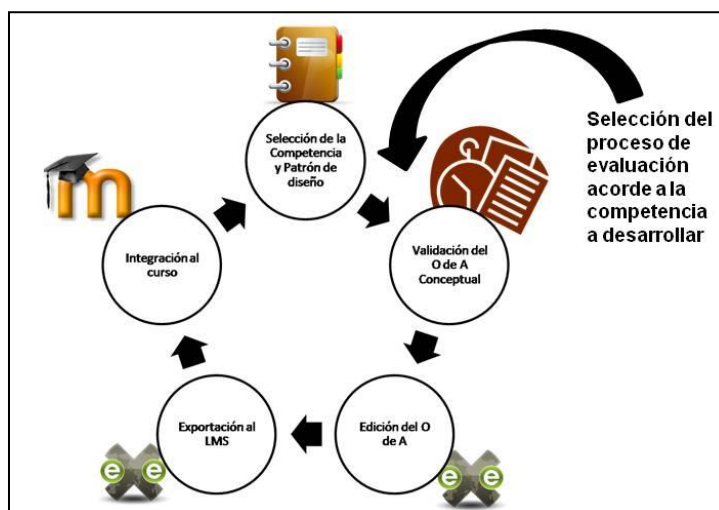 Selección de la
Competencia
y Patrón de
diseño
Selección del
proceso de
evaluación
acorde a la
competencia
a desarrollar
Validación del
O de A
Conceptual
Edición del O
de A
e e
Exportación al
LMS
e e
Integración al
curso
m